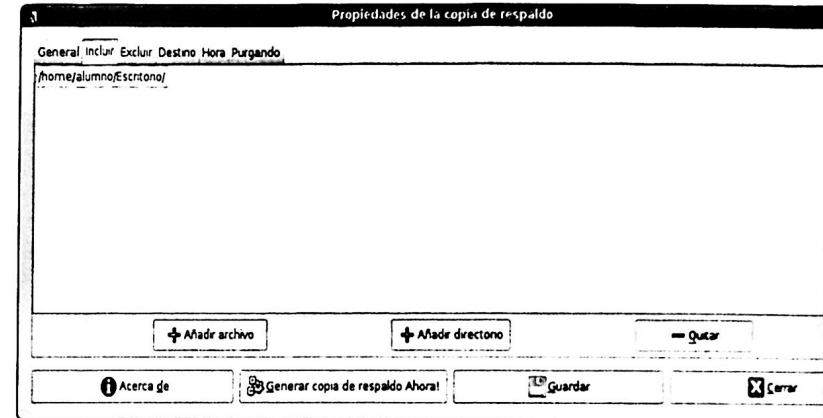 Propiedades de la copia de respaldo
General Incluir Excluir Destino Hora Purgando
/home/alumno/Escritorio/
Añadir archivo Añadir directorio Quitar
Acerca de Generar copia de respaldo Ahora! Guardar Cerrar